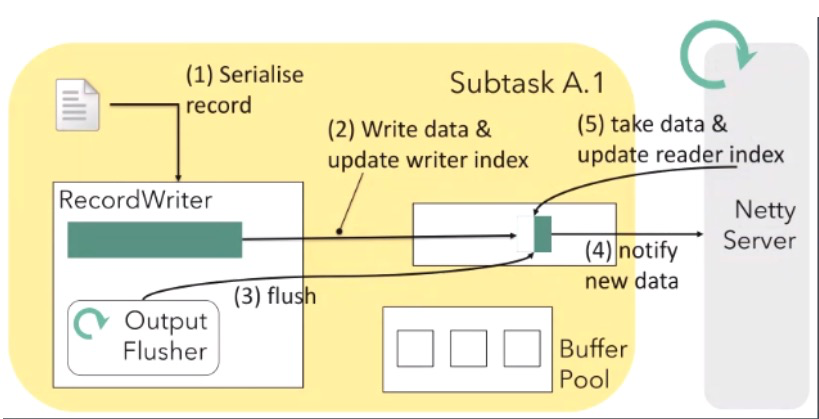 (1) Serialise
record
Subtask A.1
(2) Write data &
update writer index
(5) take data &
update reader index
RecordWriter
Netty
Server
(4) notify
new data
(3) flush
Output
Flusher
Buffer
Pool